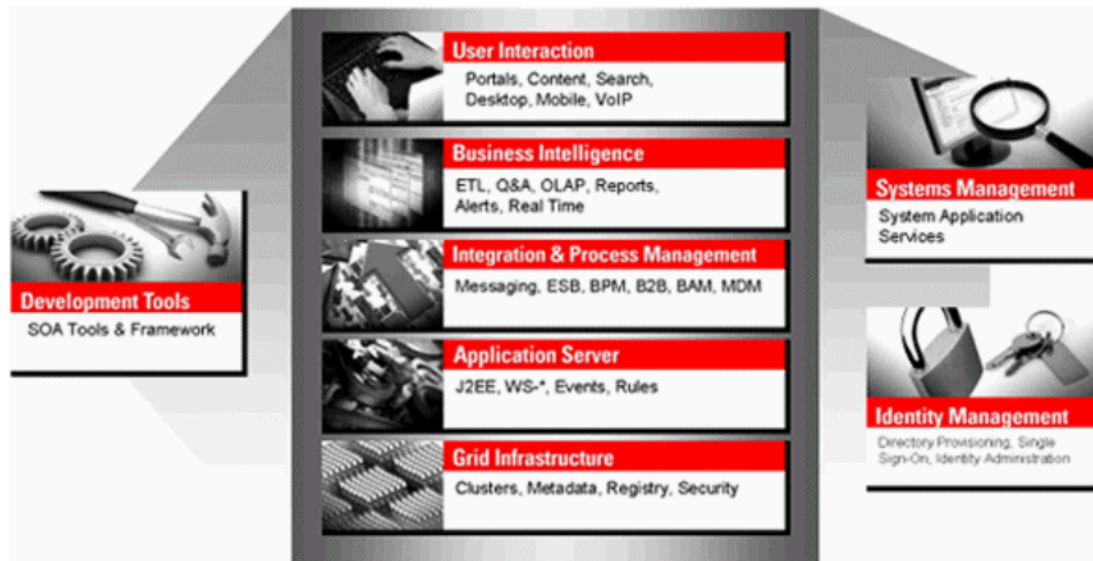 User Interaction
Portals, Content, Search,
Desktop, Mobile, VoIP
Business Intelligence
ETL, Q&A, OLAP, Reports,
Alerts, Real Time
Integration & Process Management
Messaging, ESB, BPM, B2B, BAM, MDM
Application Server
J2EE, WS-*, Events, Rules
Grid Infrastructure
Clusters, Metadata, Registry, Security
Development Tools
SOA Tools & Framework
Systems Management
System Application
Services
Identity Management
Directory Provisioning, Single
Sign-On, Identity Administration